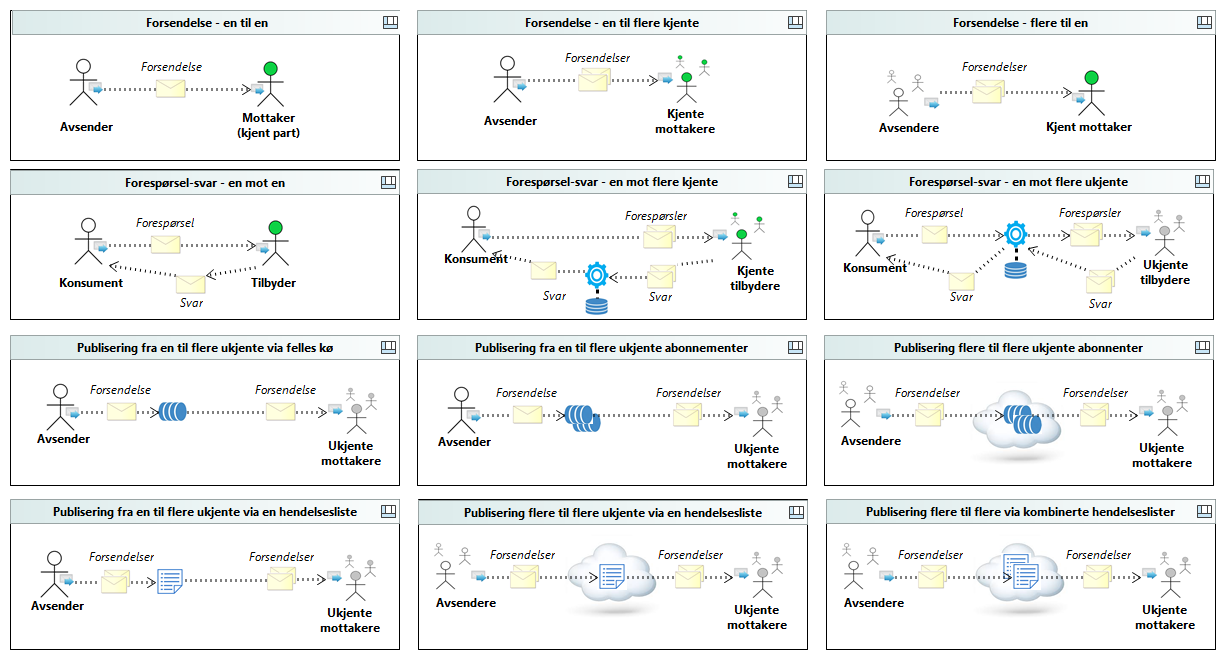 Forsendelse - en til en
Forsendelse
Avsender
Mottaker
(kjent part)
Forsendelse - en til flere kjente
Forsendelser
Avsender
Kjente
mottakere
Forsendelse - flere til en
Forsendelser
Avsendere
Kjent mottaker
Forespørsel-svar - en mot en
Forespørsel
Konsument
Tilbyder
Svar
Forespørsel-svar - en mot flere kjente
Forespørsler
Konsument
Kjente
tilbydere
Svar
Svar
Forespørsel-svar - en mot flere ukjente
Forespørsel
Forespørsler
Konsument
Ukjente
tilbydere
Svar
Svar
Publisering fra en til flere ukjente via felles kø
Forsendelse
Forsendelse
Avsender
Ukjente
mottakere
Publisering fra en til flere ukjente abonnementer
Forsendelse
Forsendelser
Avsender
Ukjente
mottakere
Publisering flere til flere ukjente abonnenter
Forsendelser
Forsendelser
Avsendere
Ukjente
mottakere
Publisering fra en til flere ukjente via en hendelsesliste
Forsendelser
Forsendelser
Avsender
Ukjente
mottakere
Publisering flere til flere ukjente via en hendelsesliste
Forsendelser
Forsendelser
Avsendere
Ukjente
mottakere
Publisering flere til flere via kombinerte hendelseslister
Forsendelser
Forsendelser
Avsendere
Ukjente
mottakere